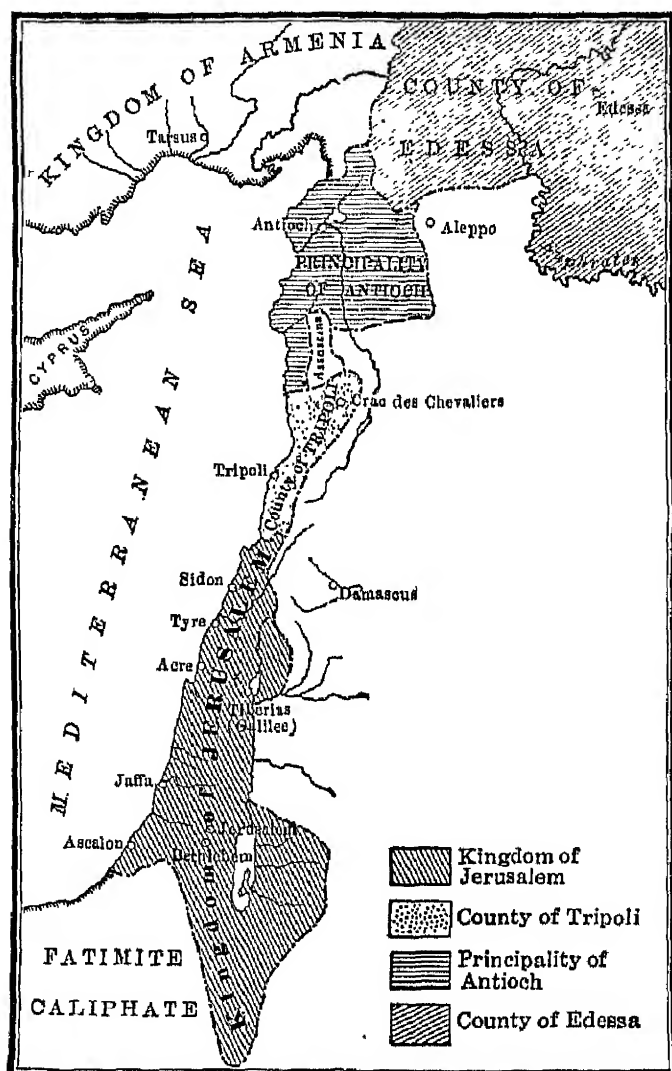 KINGDOM OF ARMENIA
COUNTY OF
EDESSA
Edessa
Tarsus
Antioch
Aleppo
PRINCIPALITY
OF ANTIOCH
Euphrates
CYPRUS
MEDITERRANEAN SEA
Assassins
Crac des Chevaliers
County of TRIPOLI
Tripoli
Sidon
Damascus
Tyre
Acre
Tiberias
(Galilee)
Kingdom of JERUSALEM
Jaffa
Jerusalem
Ascalon
Bethlehem
FATIMITE
CALIPHATE
Kingdom of
Jerusalem
County of Tripoli
Principality of
Antioch
County of Edessa